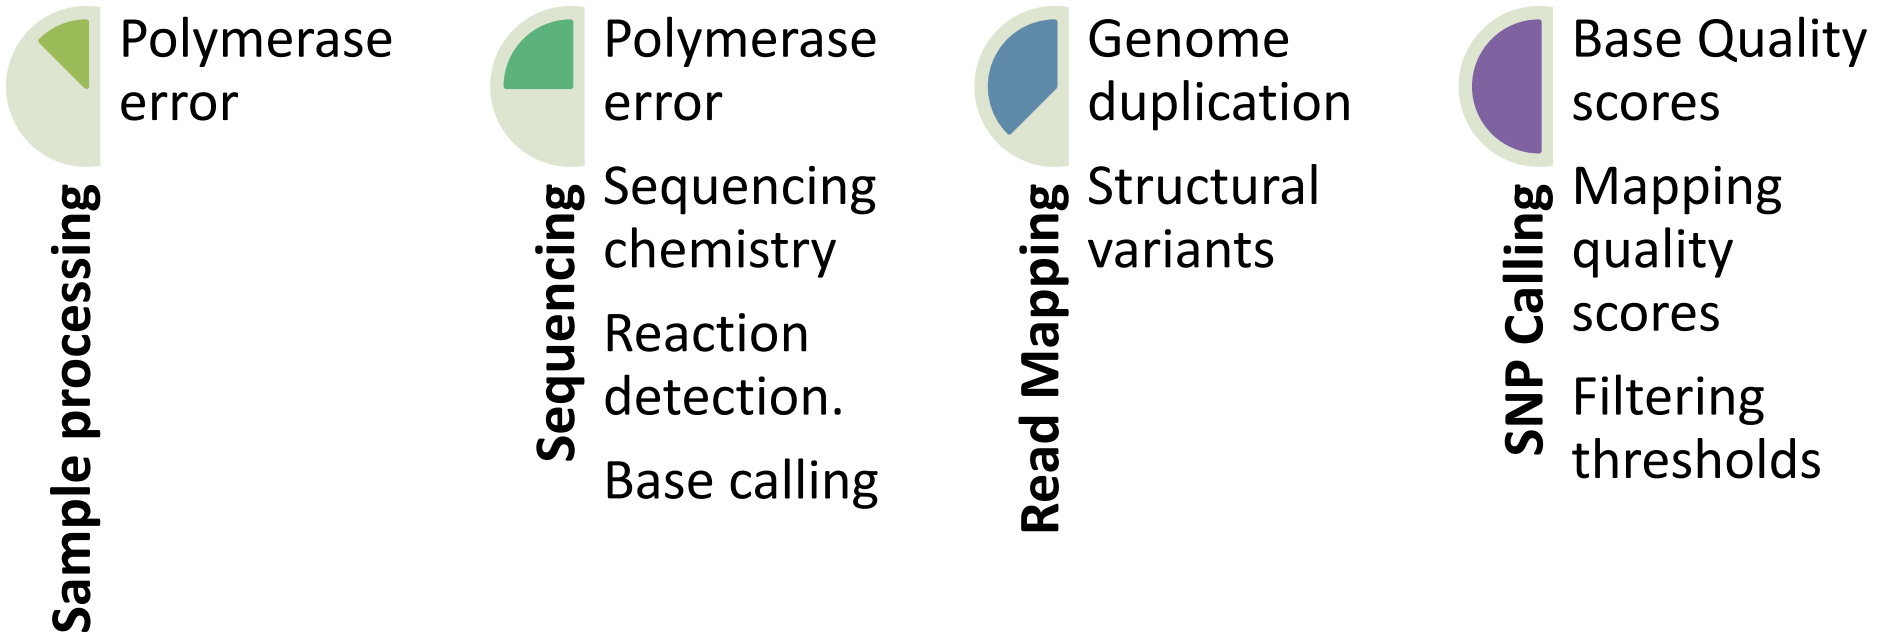 Sample processing
Polymerase
error
Sequencing
Polymerase
error
Sequencing
chemistry
Reaction
detection.
Base calling
Read Mapping
Genome
duplication
Structural
variants
SNP Calling
Base Quality
scores
Mapping
quality
scores
Filtering
thresholds